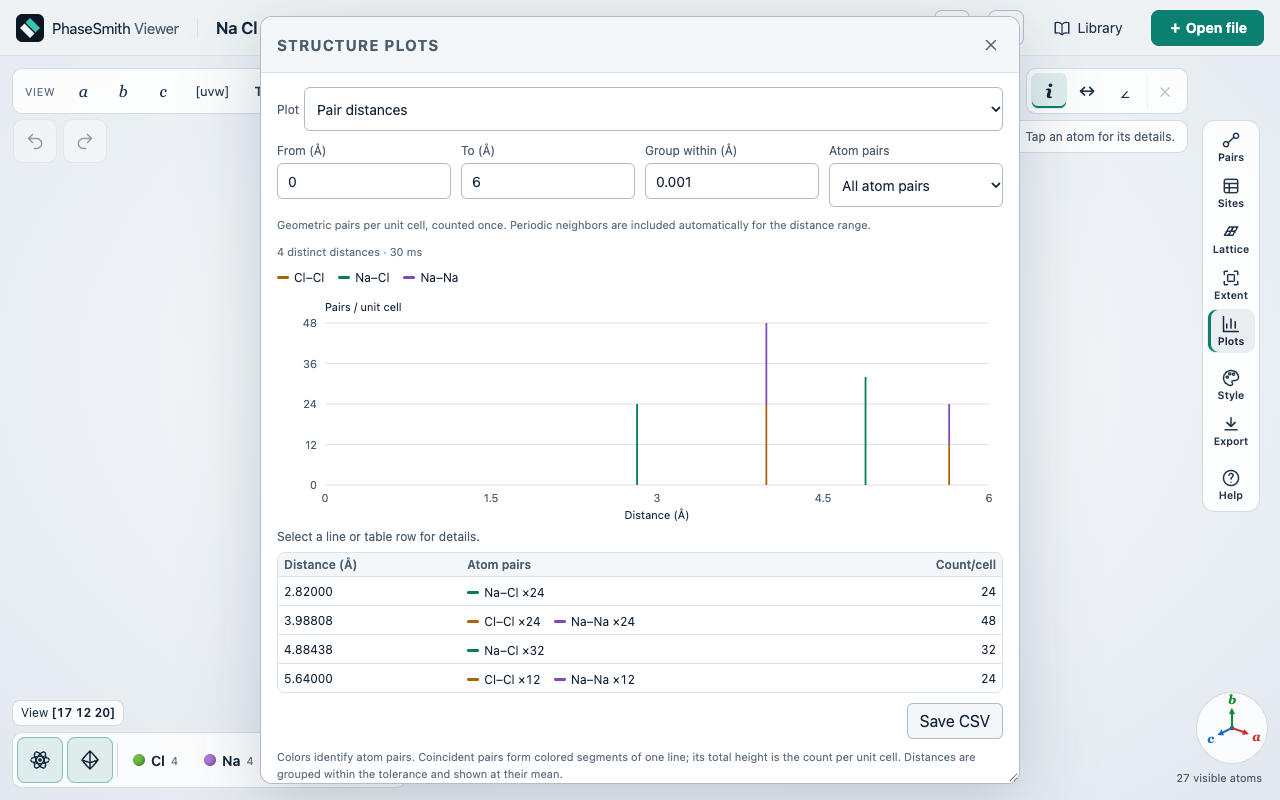 PhaseSmith Viewer
Na Cl
Library
+ Open file
VIEW a b c [uvw]
i
Tap an atom for its details.
STRUCTURE PLOTS
Plot Pair distances
From (Å) To (Å) Group within (Å) Atom pairs
0 6 0.001 All atom pairs
Geometric pairs per unit cell, counted once. Periodic neighbors are included automatically for the distance range.
4 distinct distances · 30 ms
Cl–Cl Na–Cl Na–Na
Pairs / unit cell
48
36
24
12
0
0 1.5 3 4.5 6
Distance (Å)
Select a line or table row for details.
Distance (Å) Atom pairs Count/cell
2.82000 Na–Cl ×24 24
3.98808 Cl–Cl ×24 Na–Na ×24 48
4.88438 Na–Cl ×32 32
5.64000 Cl–Cl ×12 Na–Na ×12 24
Save CSV
Colors identify atom pairs. Coincident pairs form colored segments of one line; its total height is the count per unit cell. Distances are
grouped within the tolerance and shown at their mean.
Pairs
Sites
Lattice
Extent
Plots
Style
Export
Help
View [17 12 20]
Cl 4 Na 4
b
a
c
27 visible atoms